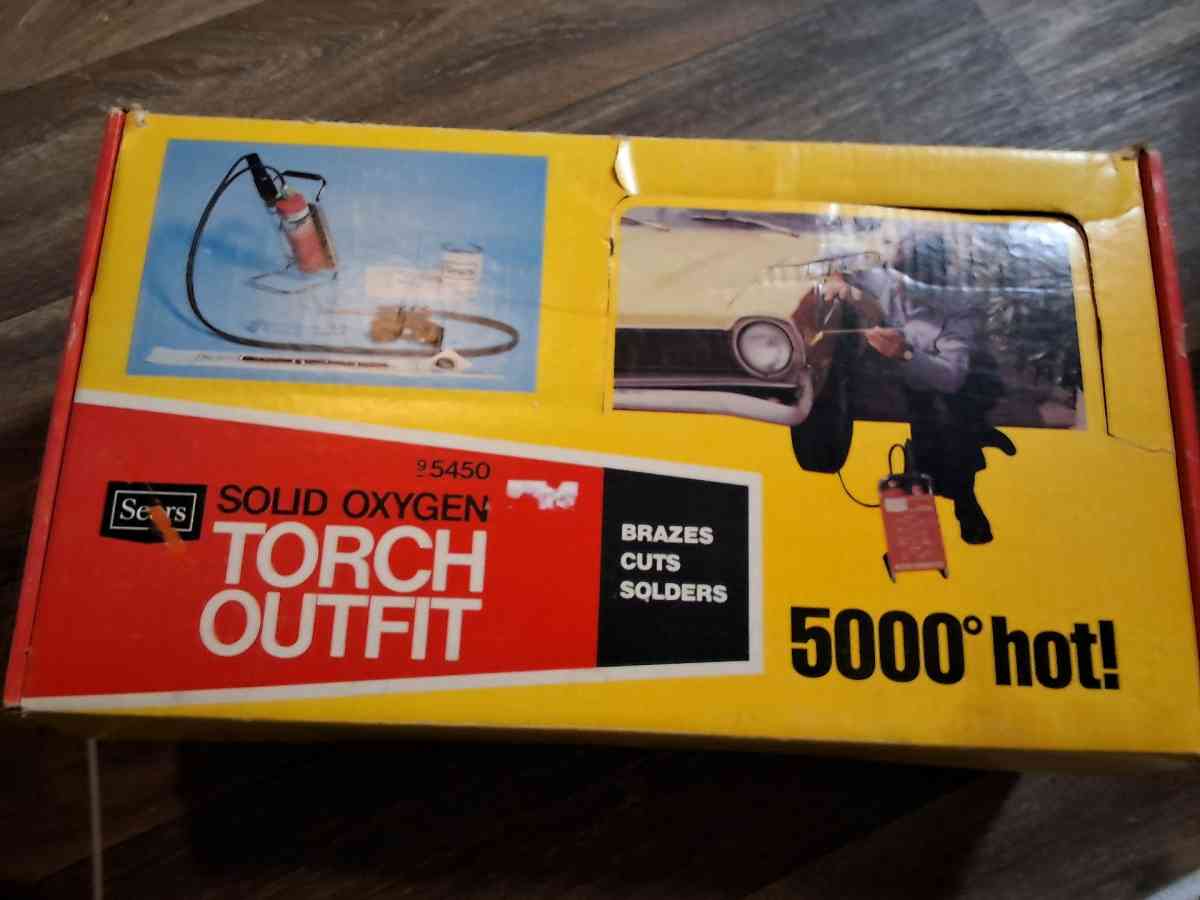 9 5450
Sears
SOLID OXYGEN
TORCH
OUTFIT
BRAZES
CUTS
SOLDERS
5000° hot!